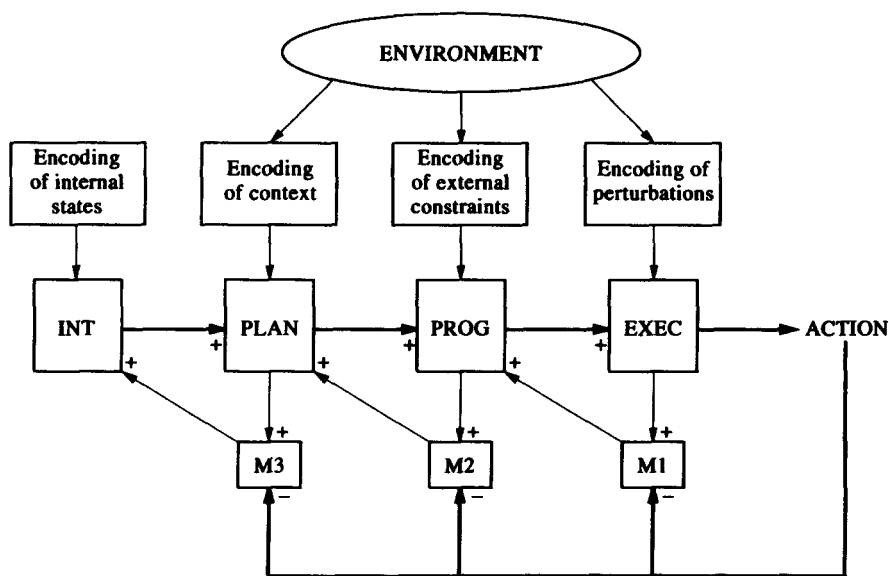 ENVIRONMENT
Encoding
of internal
states
Encoding
of context
Encoding
of external
constraints
Encoding of
perturbations
INT
PLAN
PROG
EXEC
ACTION
+
+
+
+
+
+
+
+
+
M3
M2
M1
−
−
−